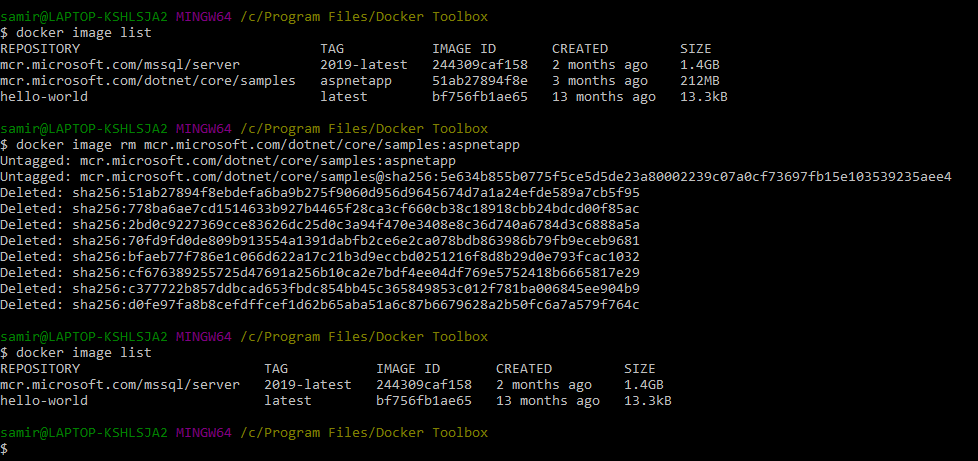 samir@LAPTOP-KSHLSJA2 MINGW64 /c/Program Files/Docker Toolbox
$ docker image list
REPOSITORY TAG IMAGE ID CREATED SIZE
mcr.microsoft.com/mssql/server 2019-latest 244309caf158 2 months ago 1.4GB
mcr.microsoft.com/dotnet/core/samples aspnetapp 51ab27894f8e 3 months ago 212MB
hello-world latest bf756fb1ae65 13 months ago 13.3kB
samir@LAPTOP-KSHLSJA2 MINGW64 /c/Program Files/Docker Toolbox
$ docker image rm mcr.microsoft.com/dotnet/core/samples:aspnetapp
Untagged: mcr.microsoft.com/dotnet/core/samples:aspnetapp
Untagged: mcr.microsoft.com/dotnet/core/samples@sha256:5e634b855b0775f5ce5d5de23a80002239c07a0cf73697fb15e103539235aee4
Deleted: sha256:51ab27894f8ebdefa6ba9b275f9060d956d9645674d7a1a24efde589a7cb5f95
Deleted: sha256:778ba6ae7cd1514633b927b4465f28ca3cf660cb38c18918cbb24bdcd00f85ac
Deleted: sha256:2bd0c9227369cce83626dc25d0c3a94f470e3408e8c36d740a6784d3c6888a5a
Deleted: sha256:70fd9fd0de809b913554a1391dabfb2ce6e2ca078bdb863986b79fb9eceb9681
Deleted: sha256:bfaeb77f786e1c066d622a17c21b3d9eccbd0251216f8d8b29d0e793fcac1032
Deleted: sha256:cf676389255725d47691a256b10ca2e7bdf4ee04df769e5752418b6665817e29
Deleted: sha256:c377722b857ddbcad653fbdc854bb45c365849853c012f781ba006845ee904b9
Deleted: sha256:d0fe97fa8b8cefdffcef1d62b65aba51a6c87b6679628a2b50fc6a7a579f764c
samir@LAPTOP-KSHLSJA2 MINGW64 /c/Program Files/Docker Toolbox
$ docker image list
REPOSITORY TAG IMAGE ID CREATED SIZE
mcr.microsoft.com/mssql/server 2019-latest 244309caf158 2 months ago 1.4GB
hello-world latest bf756fb1ae65 13 months ago 13.3kB
samir@LAPTOP-KSHLSJA2 MINGW64 /c/Program Files/Docker Toolbox
$